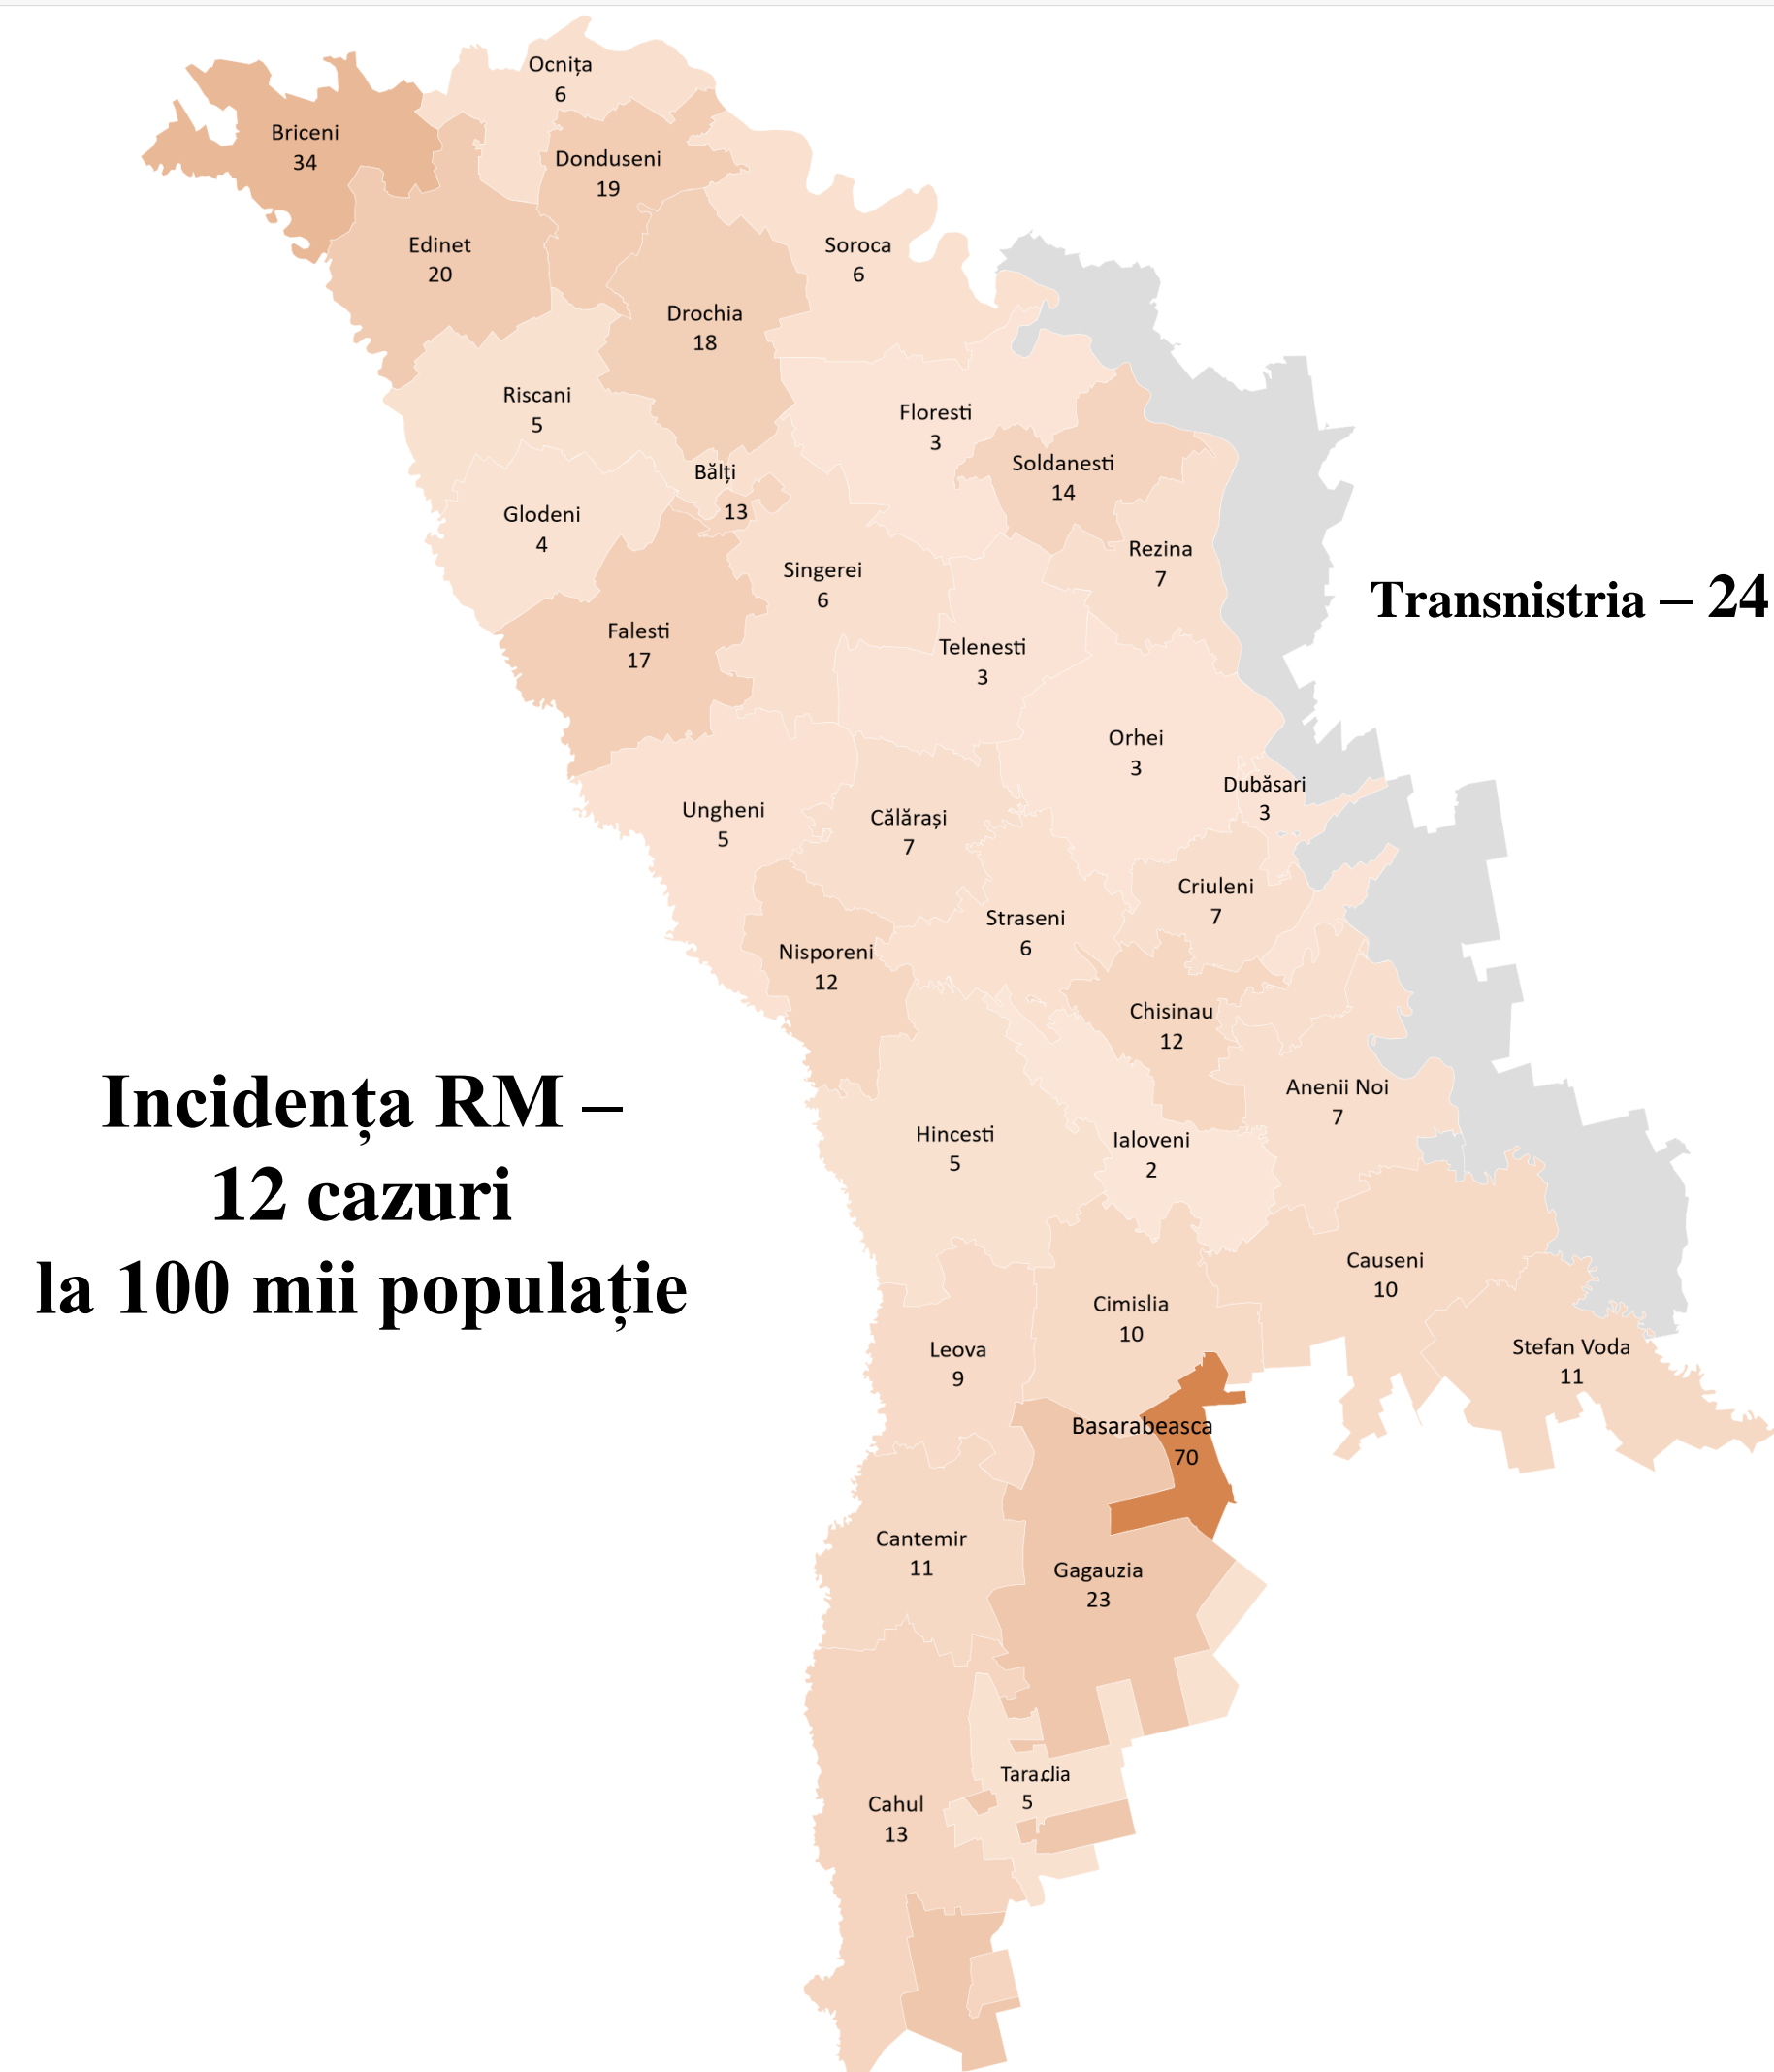 Ocnița
6
Briceni
34
Donduseni
19
Edinet
20
Soroca
6
Drochia
18
Riscani
5
Floresti
3
Soldanesti
14
Bălți
13
Glodeni
4
Rezina
7
Singerei
6
Transnistria – 24
Falesti
17
Telenesti
3
Orhei
3
Dubăsari
3
Ungheni
5
Călărași
7
Criuleni
7
Straseni
6
Nisporeni
12
Chisinau
12
Incidența RM –
12 cazuri
la 100 mii populație
Anenii Noi
7
Hincesti
5
Ialoveni
2
Causeni
10
Cimislia
10
Leova
9
Stefan Voda
11
Basarabeasca
70
Cantemir
11
Gagauzia
23
Taraclia
5
Cahul
13